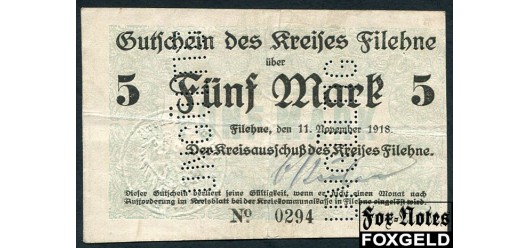 Gutschein des Kreises Filehne
über
5 Fünf Mark 5
Filehne, den 11. November 1918.
Der Kreisausschuß des Kreises Filehne.
Dieser Gutschein verliert seine Gültigkeit, wenn er nicht einen Monat nach
Aufforderung im Kreisblatt bei der Kreiskommunalkasse in Filehne eingelöst wird.
No 0294
UNGÜLTIG
Fox-Notes
FOXGELD